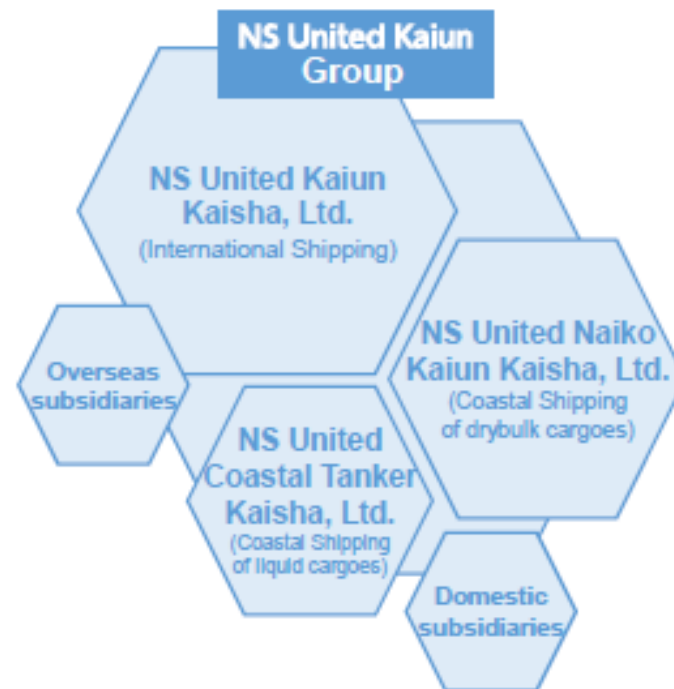 NS United Kaiun
Group
NS United Kaiun
Kaisha, Ltd.
(International Shipping)
NS United Naiko
Kaiun Kaisha, Ltd.
(Coastal Shipping
of drybulk cargoes)
Overseas
subsidiaries
NS United
Coastal Tanker
Kaisha, Ltd.
(Coastal Shipping
of liquid cargoes)
Domestic
subsidiaries